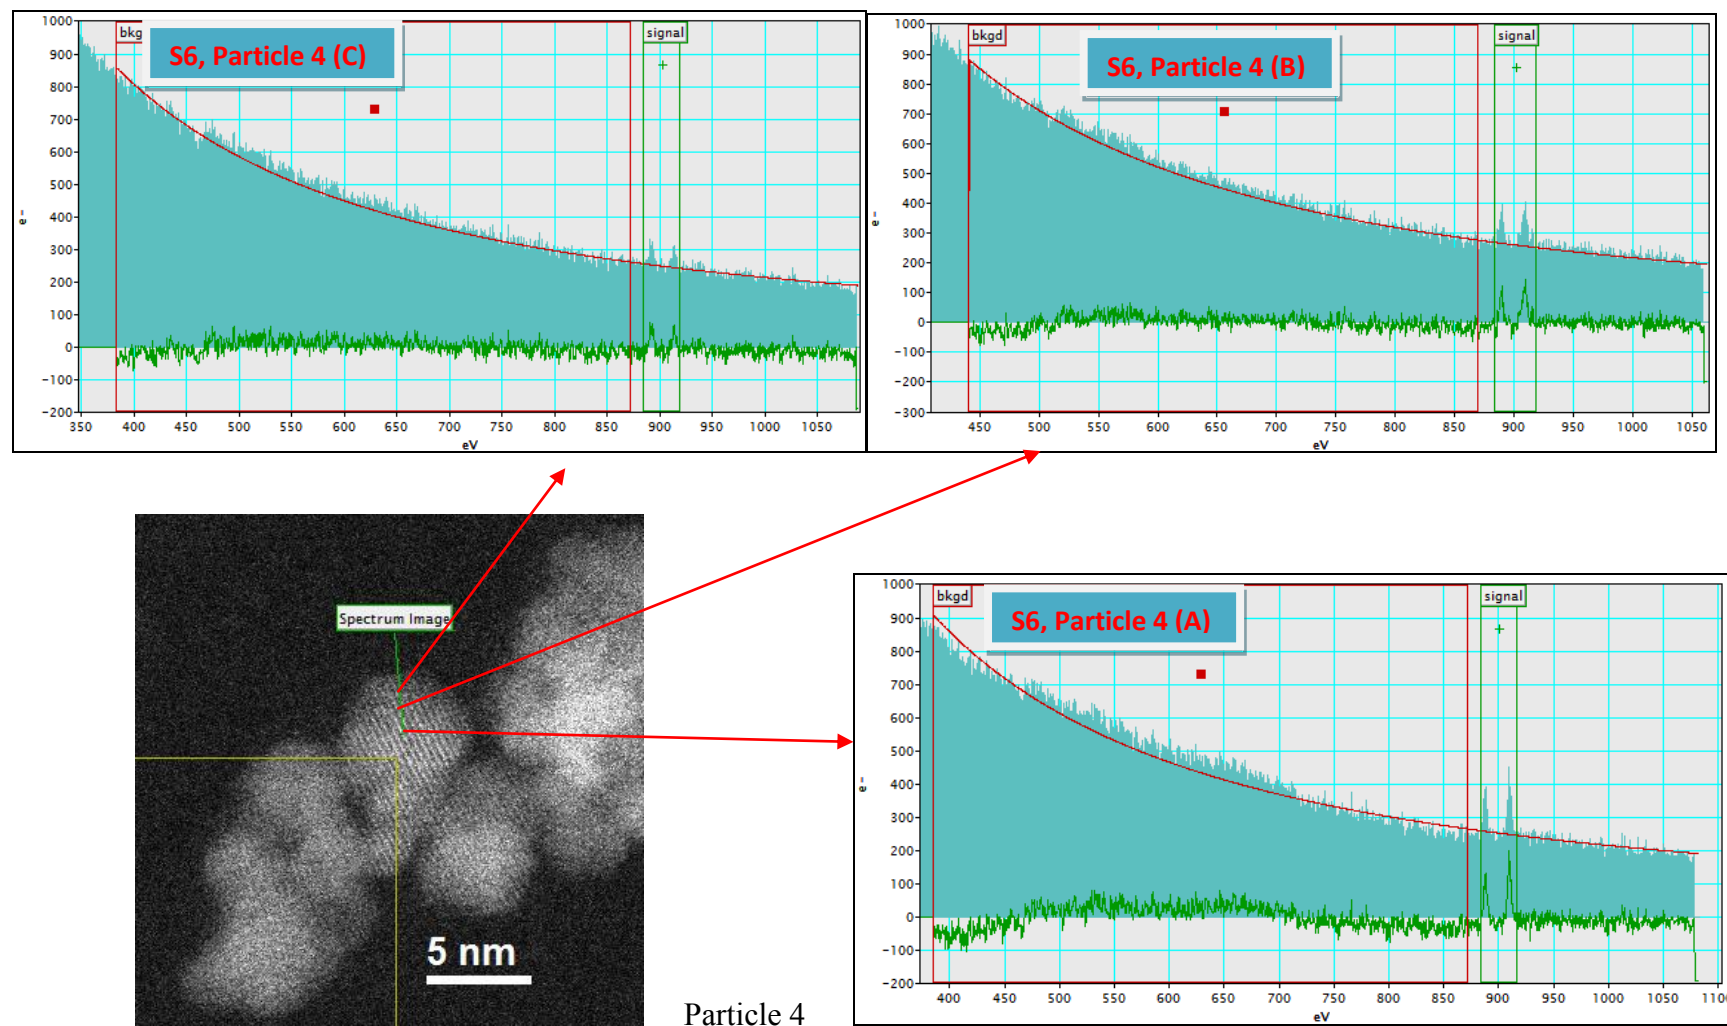 1000
900
800
700
600
500
400
300
200
100
0
-100
-200
e-
bkg
S6, Particle 4 (C)
signal
350 400 450 500 550 600 650 700 750 800 850 900 950 1000 1050
eV
1000
900
800
700
600
500
400
300
200
100
0
-100
-200
-300
e-
bkgd
S6, Particle 4 (B)
signal
450 500 550 600 650 700 750 800 850 900 950 1000 1050
eV
Spectrum Image
5 nm
Particle 4
1000
900
800
700
600
500
400
300
200
100
0
-100
-200
e-
bkgd
S6, Particle 4 (A)
signal
400 450 500 550 600 650 700 750 800 850 900 950 1000 1050 1100
eV